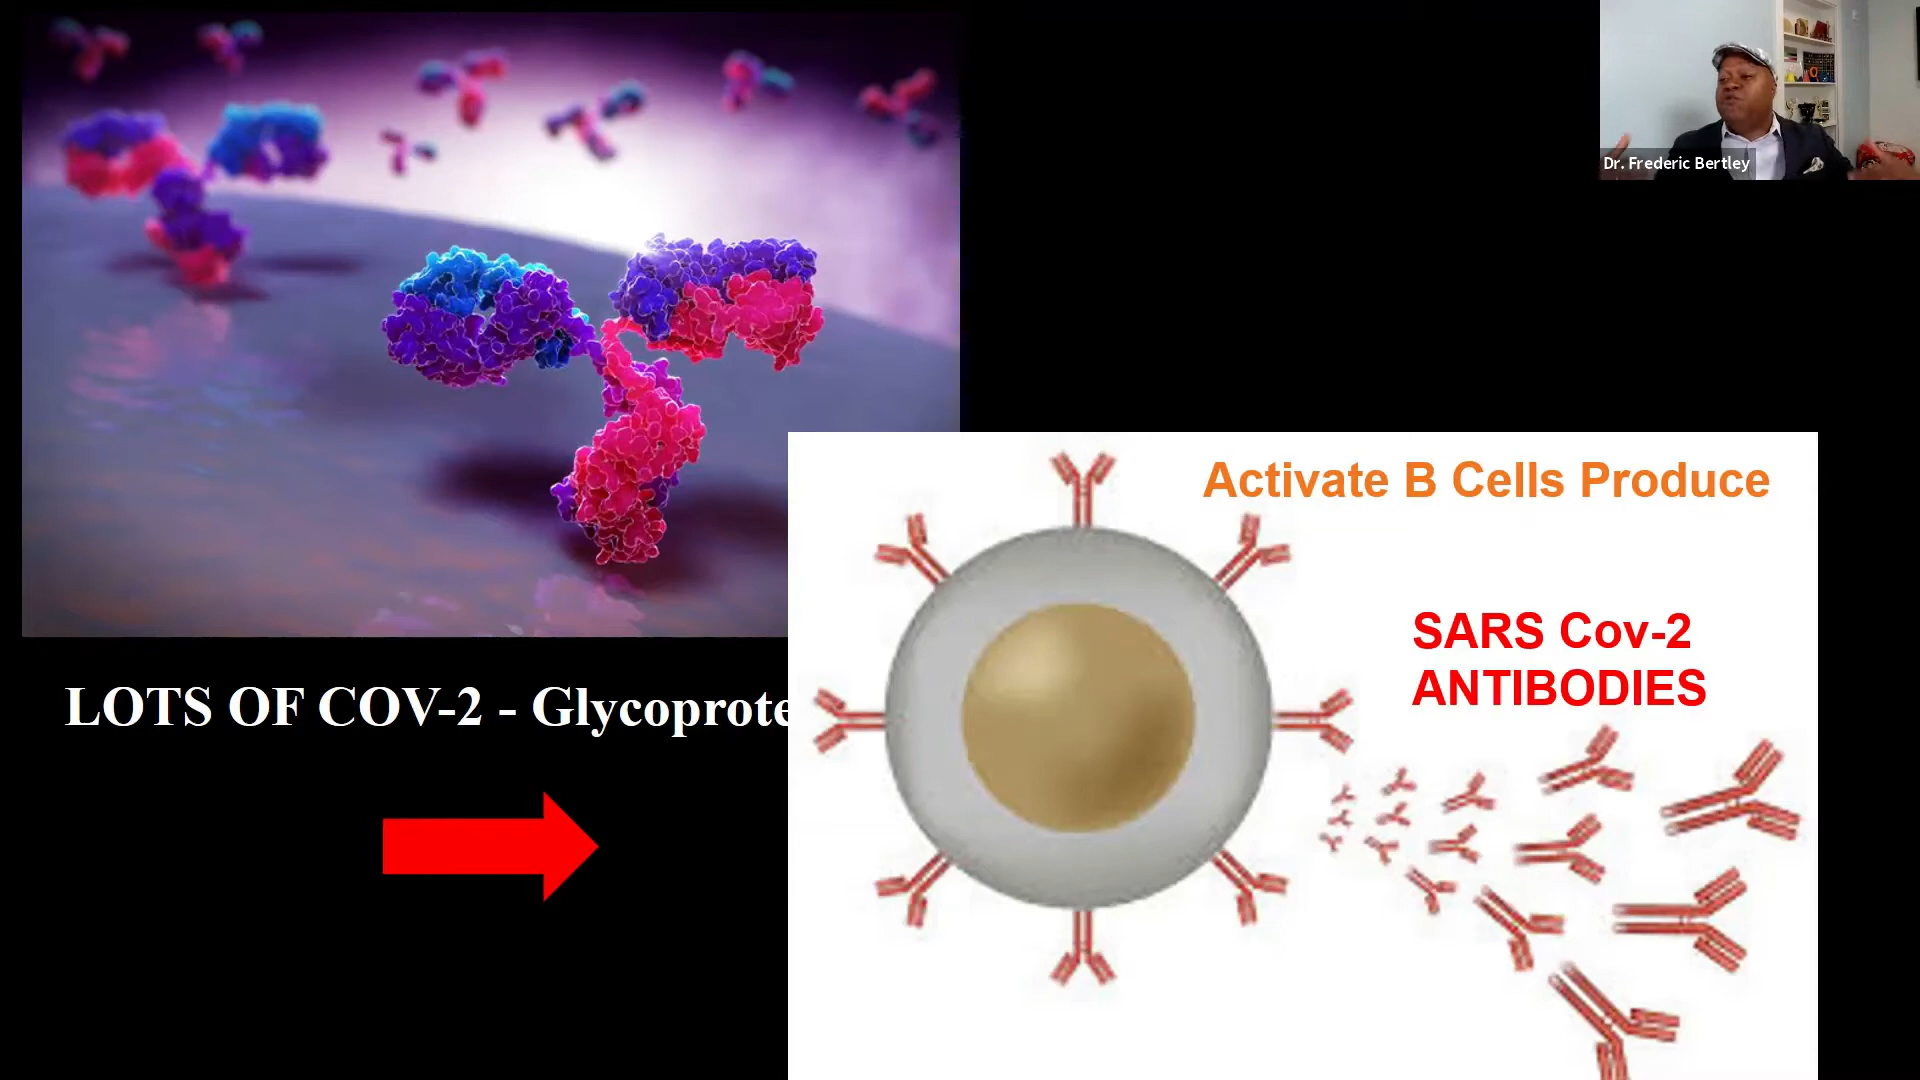 Dr. Frederic Bertley
Activate B Cells Produce
SARS Cov-2
ANTIBODIES
LOTS OF COV-2 - Glycoprote